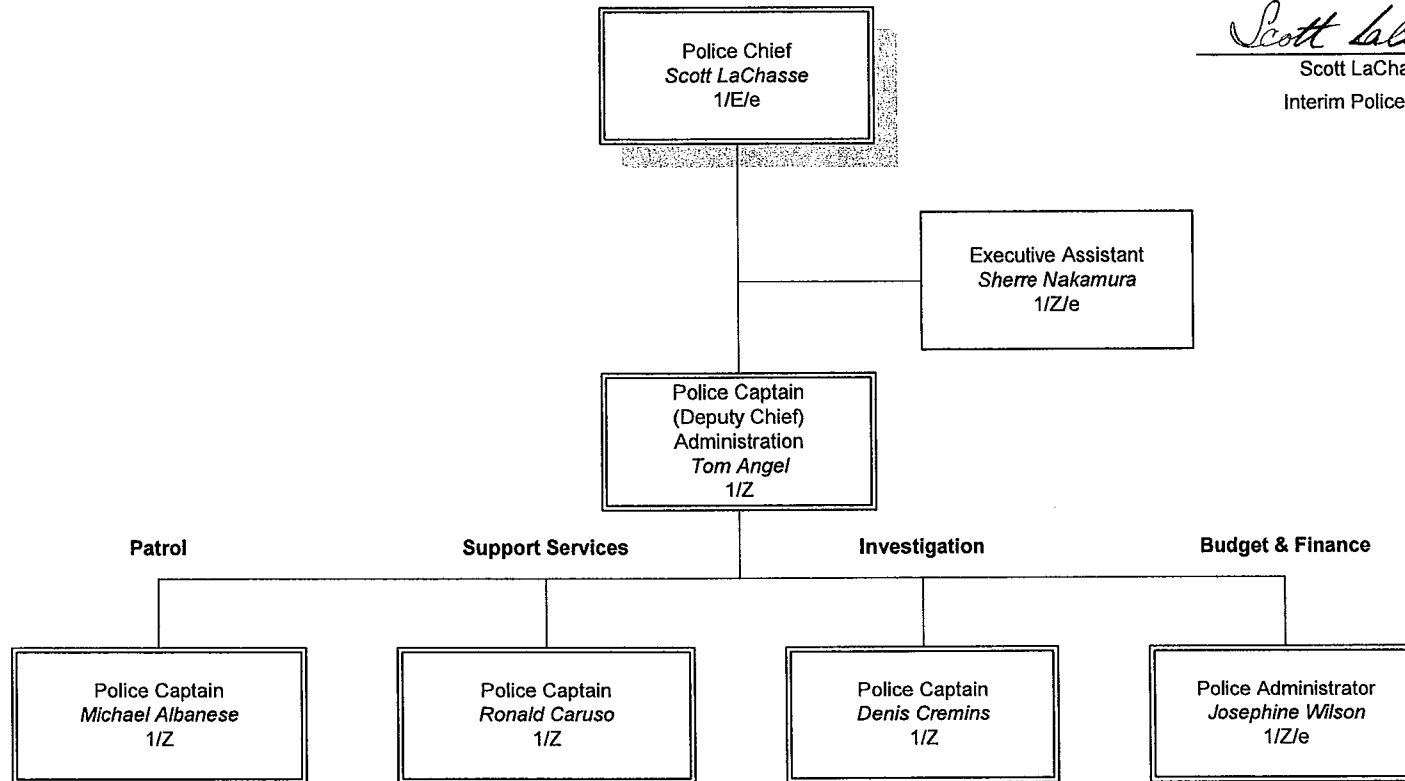 Police Chief
Scott LaChasse
1/E/e
Scott
Scott LaCha
Interim Police
Executive Assistant
Sherre Nakamura
1/Z/e
Police Captain
(Deputy Chief)
Administration
Tom Angel
1/Z
Patrol
Support Services
Investigation
Budget & Finance
Police Captain
Michael Albanese
1/Z
Police Captain
Ronald Caruso
1/Z
Police Captain
Denis Cremins
1/Z
Police Administrator
Josephine Wilson
1/Z/e